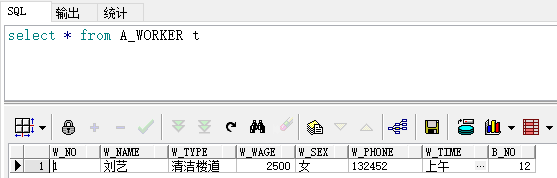 SQL 输出 统计
select * from A_WORKER t
W_NO W_NAME W_TYPE W_WAGE W_SEX W_PHONE W_TIME B_NO
1 1 刘艺 清洁楼道 2500 女 132452 上午 ··· 12